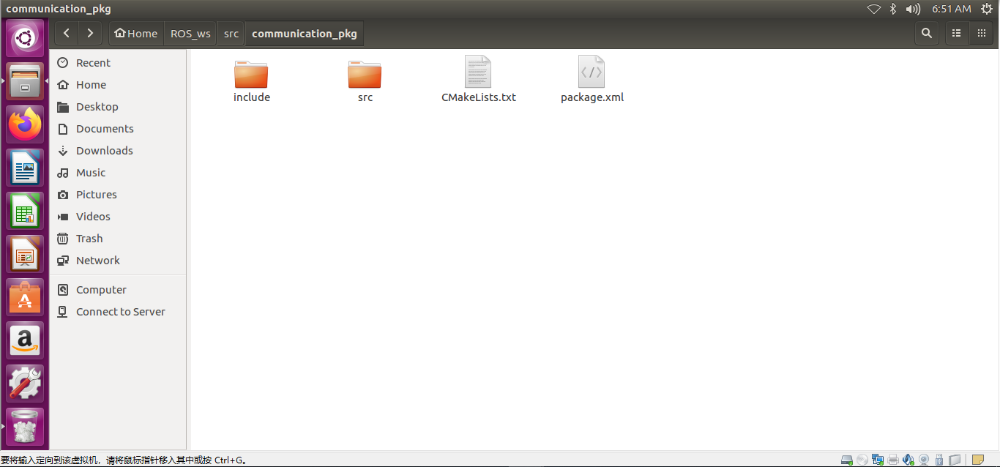 communication_pkg
6:51 AM
Home
ROS_ws
src
communication_pkg
Recent
Home
Desktop
Documents
Downloads
Music
Pictures
Videos
Trash
Network
Computer
Connect to Server
include
src
CMakeLists.txt
package.xml
要将输入定向到该虚拟机，请将鼠标指针移入其中或按 Ctrl+G。